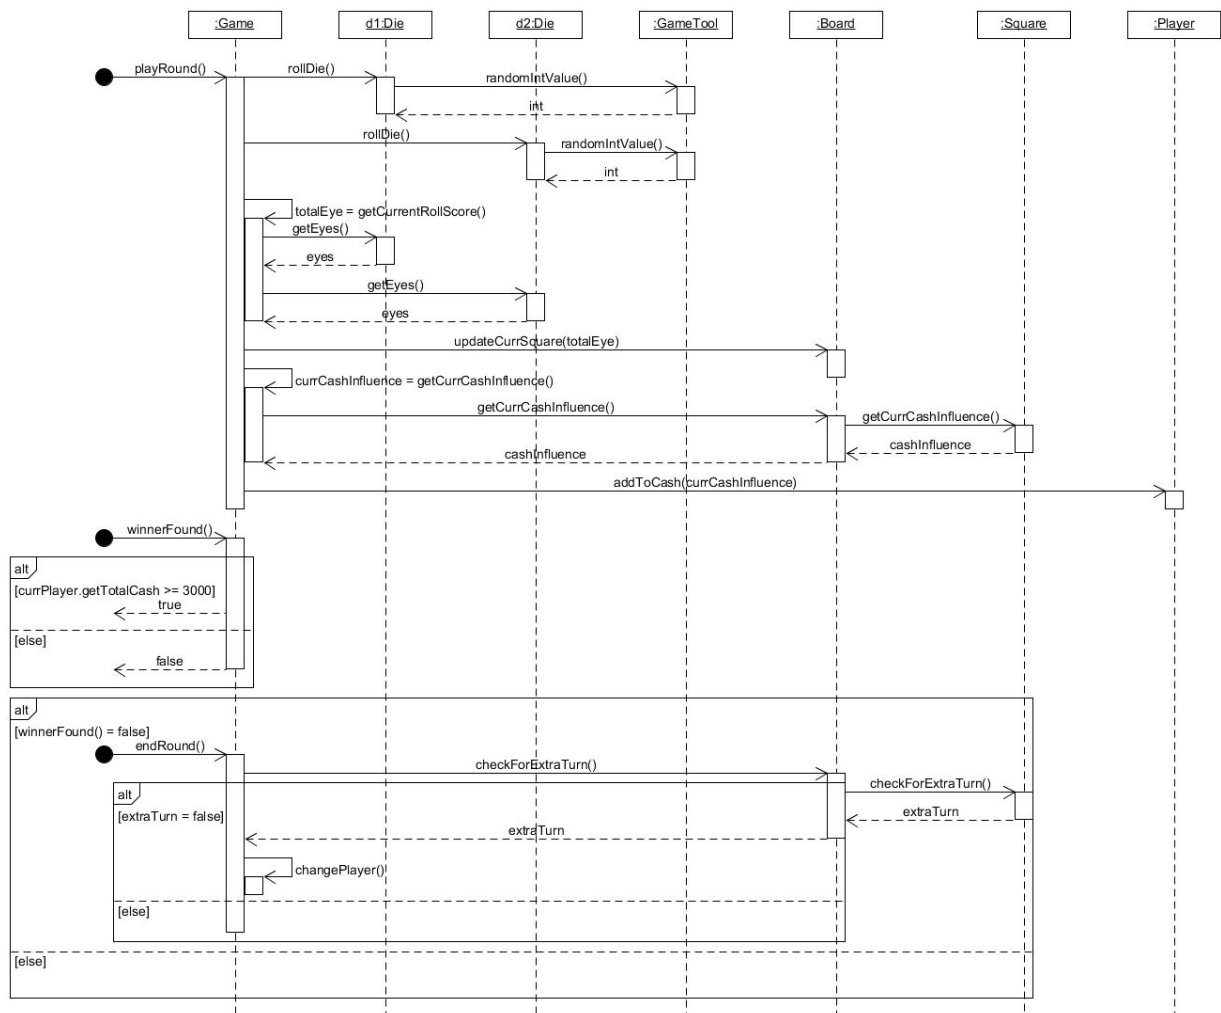 :Game
d1:Die
d2:Die
:GameTool
:Board
:Square
:Player
playRound()
rollDie()
randomIntValue()
int
rollDie()
randomIntValue()
int
totalEye = getCurrentRollScore()
getEyes()
eyes
getEyes()
eyes
updateCurrSquare(totalEye)
currCashInfluence = getCurrCashInfluence()
getCurrCashInfluence()
getCurrCashInfluence()
cashInfluence
cashInfluence
addToCash(currCashInfluence)
winnerFound()
alt
[currPlayer.getTotalCash >= 3000]
true
[else]
false
alt
[winnerFound() = false]
endRound()
checkForExtraTurn()
checkForExtraTurn()
alt
[extraTurn = false]
extraTurn
extraTurn
changePlayer()
[else]
[else]